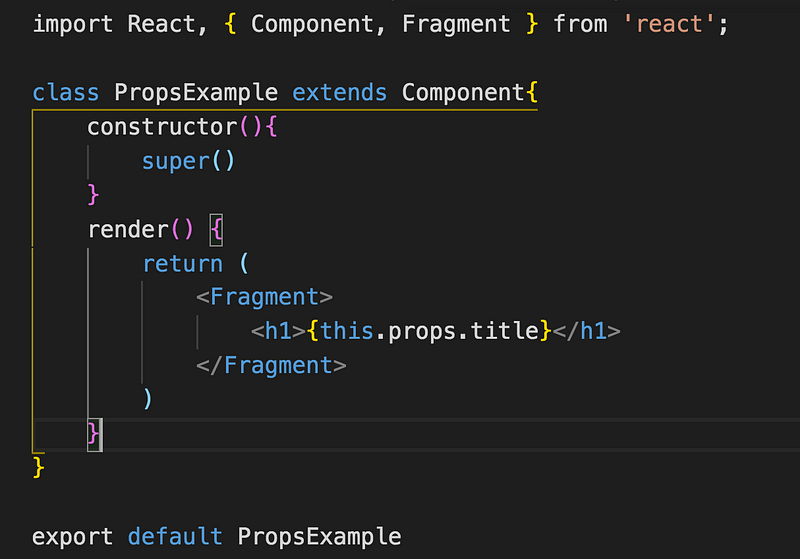 import React, { Component, Fragment } from 'react';
class PropsExample extends Component{
constructor(){
super()
}
render() {
return (
<Fragment>
<h1>{this.props.title}</h1>
</Fragment>
)
}
}
export default PropsExample